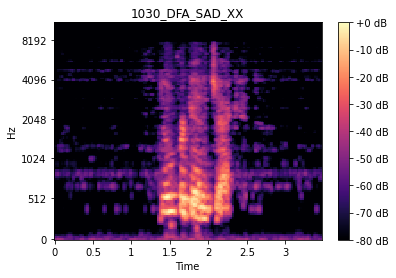 1030_DFA_SAD_XX
+0 dB
8192
-10 dB
4096
-20 dB
-30 dB
2048
Hz
-40 dB
1024
-50 dB
512
-60 dB
-70 dB
0
-80 dB
0 0.5 1 1.5 2 2.5 3
Time